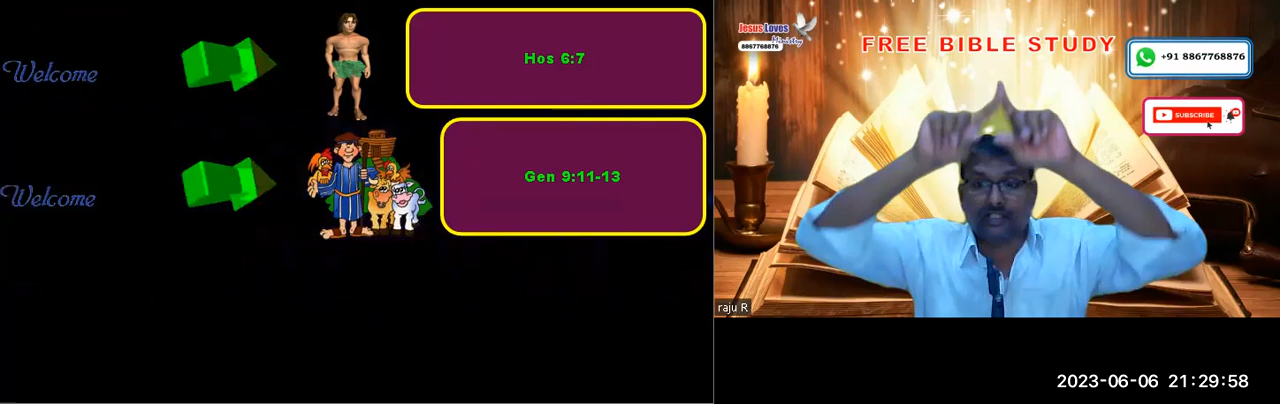 Welcome
Hos 6:7
Welcome
Gen 9:11-13
Jesus Loves
Ministry
8867768876
FREE BIBLE STUDY
+91 8867768876
SUBSCRIBE
raju R
2023-06-06 21:29:58